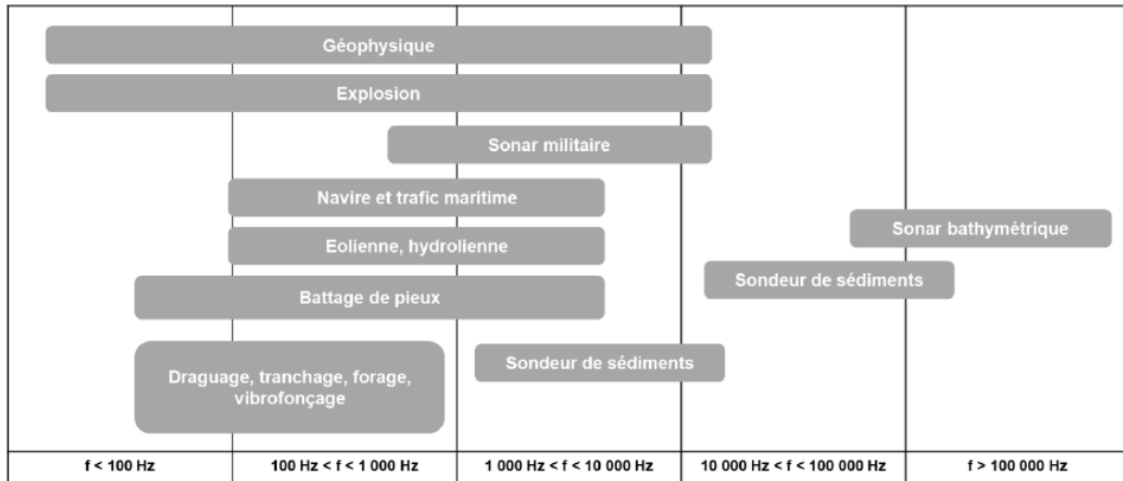 Géophysique
Explosion
Sonar militaire
Navire et trafic maritime
Sonar bathymétrique
Eolienne, hydrolienne
Sondeur de sédiments
Battage de pieux
Sondeur de sédiments
Draguage, tranchage, forage,
vibrofonçage
f < 100 Hz
100 Hz < f < 1 000 Hz
1 000 Hz < f < 10 000 Hz
10 000 Hz < f < 100 000 Hz
f > 100 000 Hz